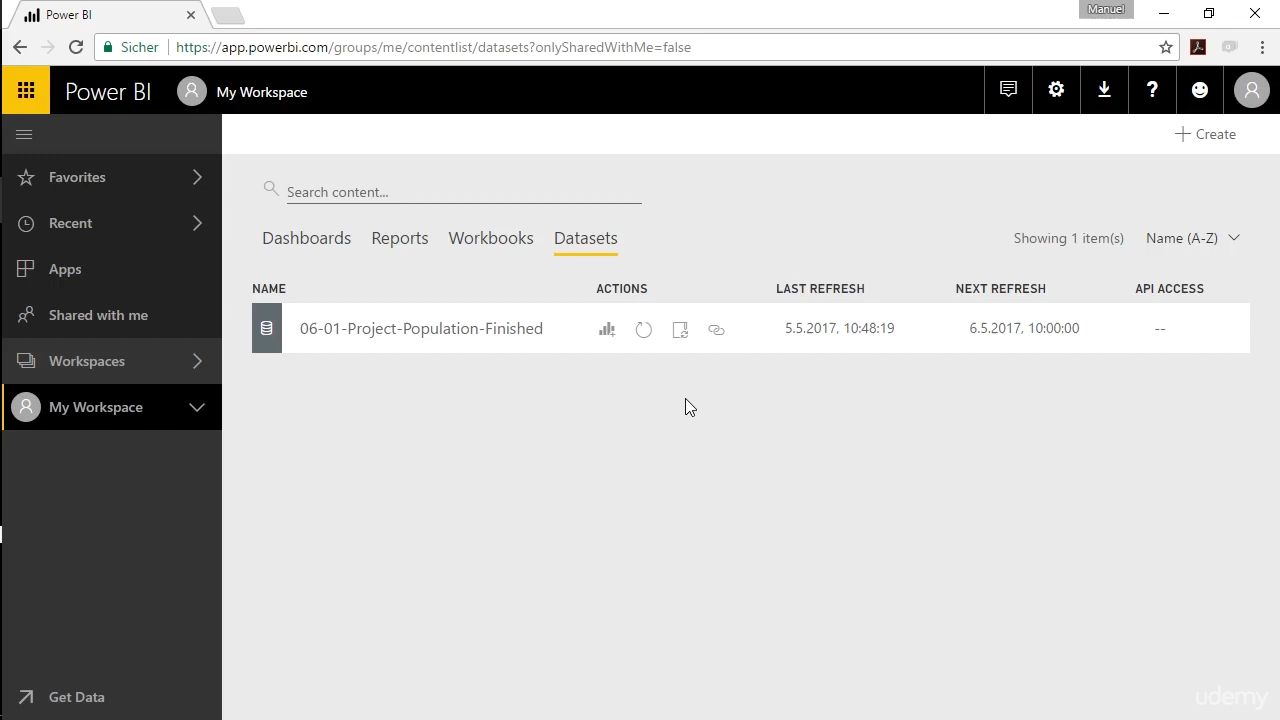 Power BI
Manuel
Sicher
https://app.powerbi.com/groups/me/contentlist/datasets?onlySharedWithMe=false
Power BI
My Workspace
?
Create
Favorites
Recent
Apps
Shared with me
Workspaces
My Workspace
Get Data
Search content...
Dashboards
Reports
Workbooks
Datasets
Showing 1 item(s)
Name (A-Z)
NAME
ACTIONS
LAST REFRESH
NEXT REFRESH
API ACCESS
06-01-Project-Population-Finished
5.5.2017, 10:48:19
6.5.2017, 10:00:00
--
udemy